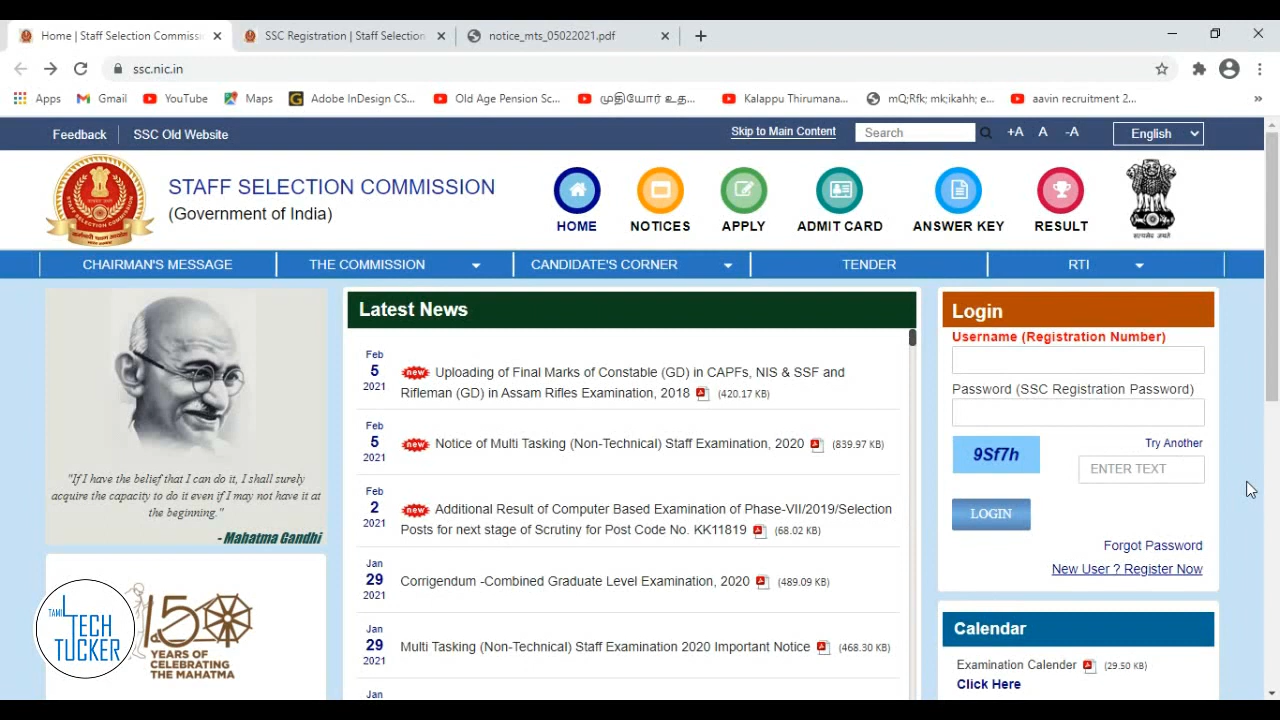 Home | Staff Selection Commissi
SSC Registration | Staff Selection
notice_mts_05022021.pdf
ssc.nic.in
Apps
Gmail
YouTube
Maps
Adobe InDesign CS...
Old Age Pension Sc...
முதியோர் உத...
Kalappu Thirumana...
mQ;Rfk; mk;ikahh; e...
aavin recruitment 2...
Feedback
SSC Old Website
Skip to Main Content
Search
+A
A
-A
English
STAFF SELECTION COMMISSION
(Government of India)
HOME
NOTICES
APPLY
ADMIT CARD
ANSWER KEY
RESULT
सत्यमेव जयते
CHAIRMAN'S MESSAGE
THE COMMISSION
CANDIDATE'S CORNER
TENDER
RTI
"If I have the belief that I can do it, I shall surely
acquire the capacity to do it even if I may not have it at
the beginning."
- Mahatma Gandhi
TAMIL
TECH
TUCKER
150
YEARS OF
CELEBRATING
THE MAHATMA
Latest News
Feb
5
2021
new Uploading of Final Marks of Constable (GD) in CAPFs, NIS & SSF and
Rifleman (GD) in Assam Rifles Examination, 2018 (420.17 KB)
Feb
5
2021
new Notice of Multi Tasking (Non-Technical) Staff Examination, 2020 (839.97 KB)
Feb
2
2021
new Additional Result of Computer Based Examination of Phase-VII/2019/Selection
Posts for next stage of Scrutiny for Post Code No. KK11819 (68.02 KB)
Jan
29
2021
Corrigendum -Combined Graduate Level Examination, 2020 (489.09 KB)
Jan
29
2021
Multi Tasking (Non-Technical) Staff Examination 2020 Important Notice (468.30 KB)
Jan
Login
Username (Registration Number)
Password (SSC Registration Password)
9Sf7h
Try Another
ENTER TEXT
LOGIN
Forgot Password
New User ? Register Now
Calendar
Examination Calender (29.50 KB)
Click Here